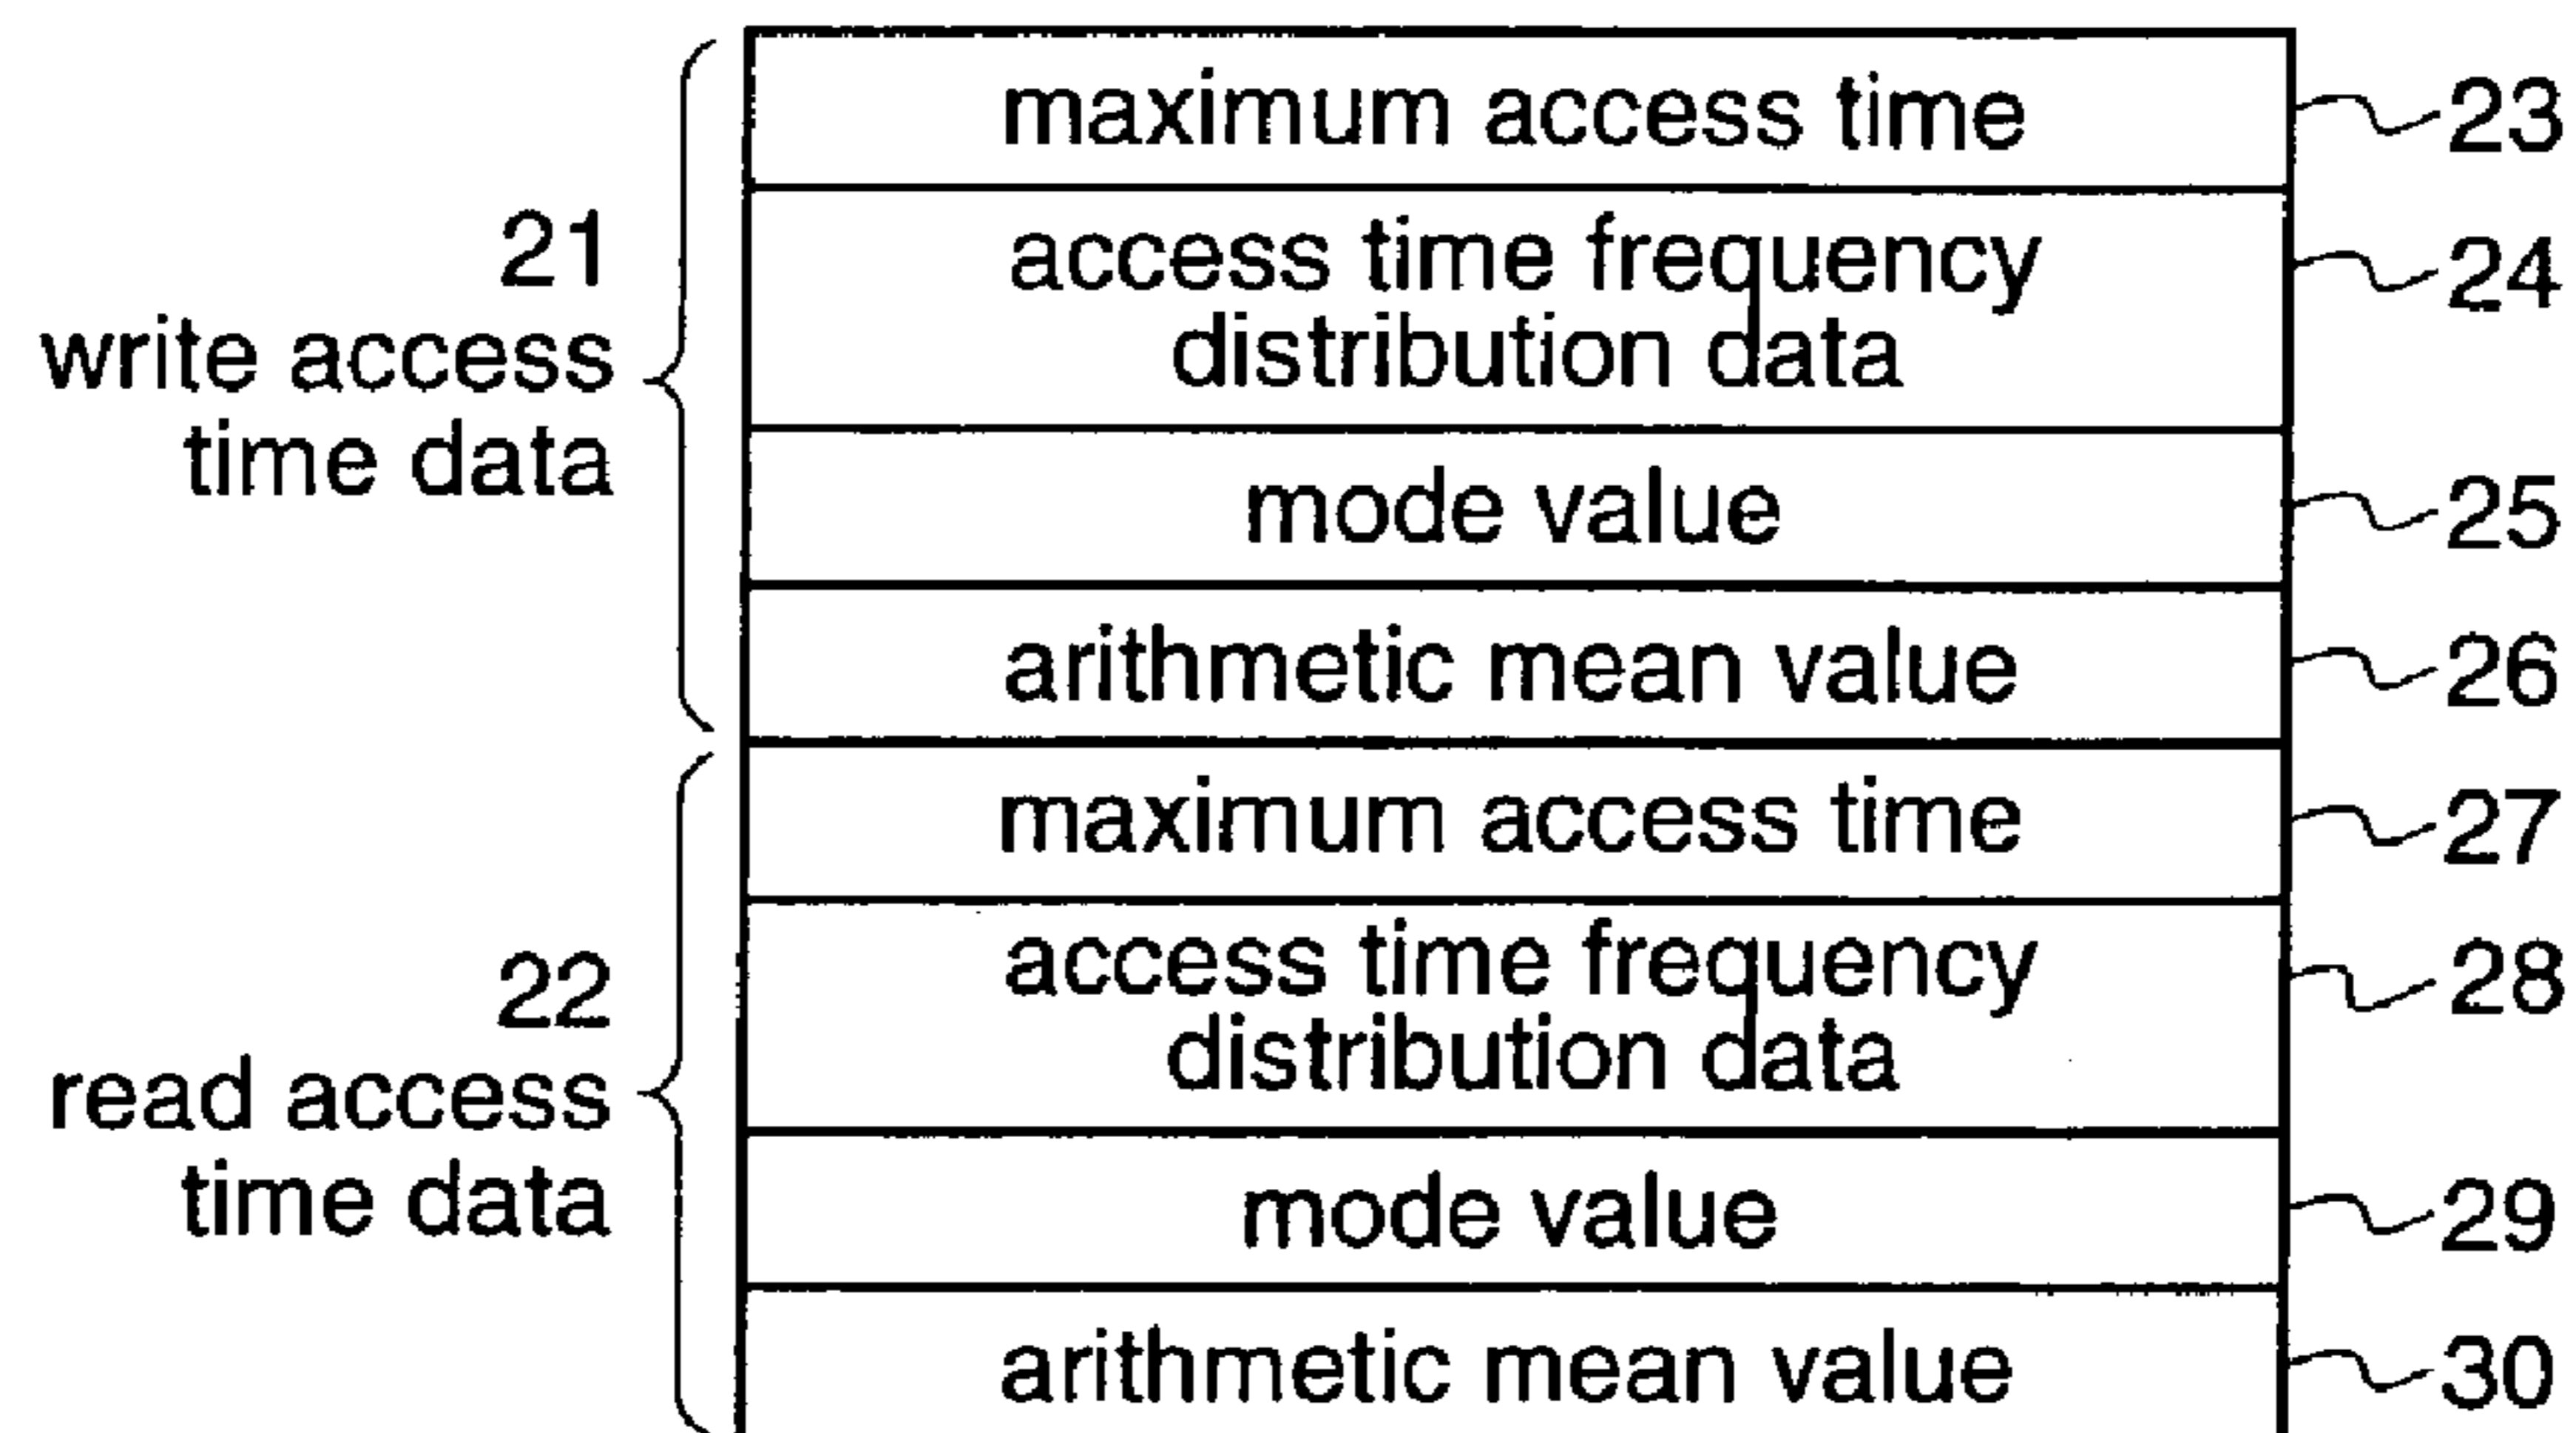 maximum access time 23
21
write access
time data
access time frequency
distribution data 24
mode value 25
arithmetic mean value 26
maximum access time 27
22
read access
time data
access time frequency
distribution data 28
mode value 29
arithmetic mean value 30